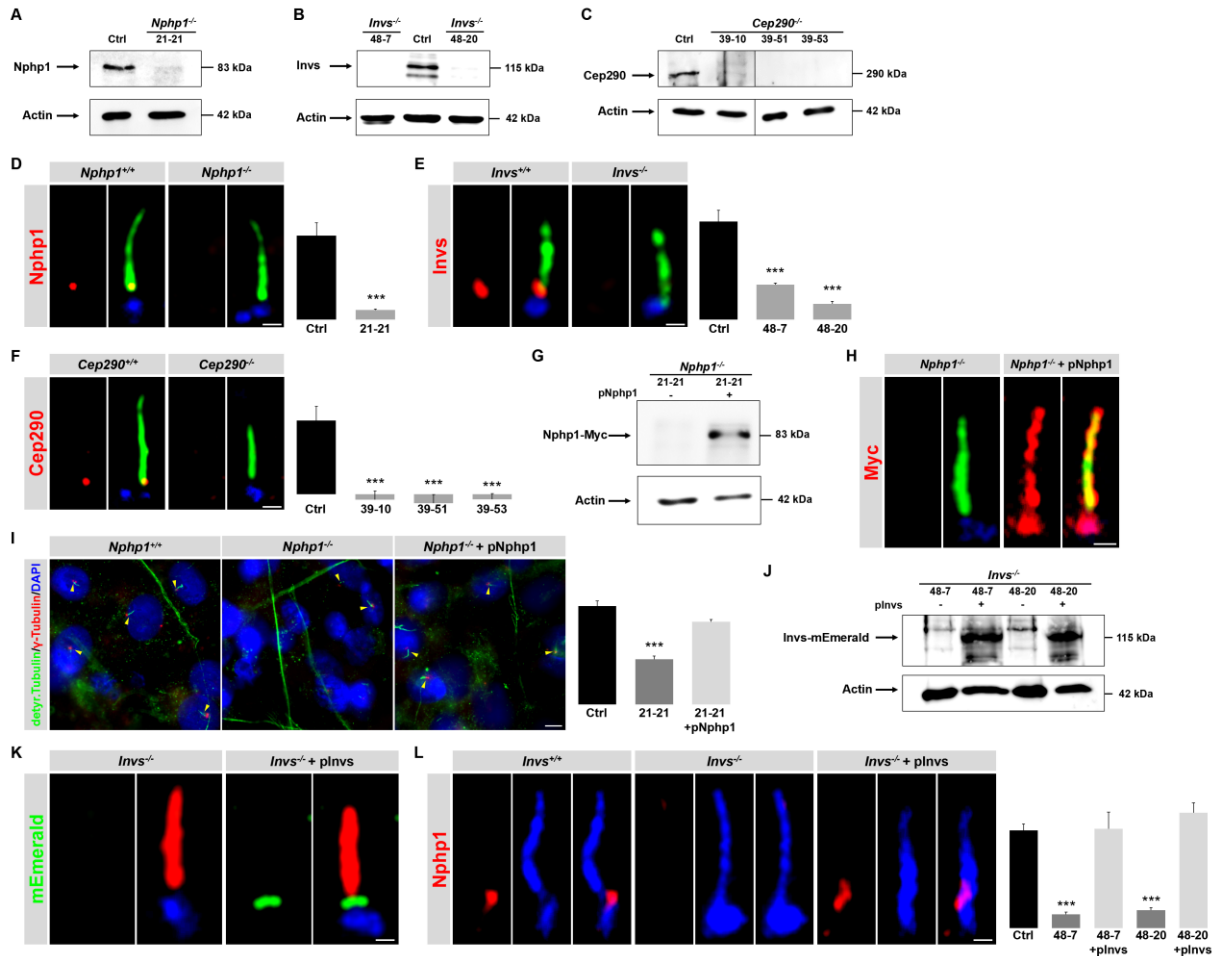 A
Nphp1-/-
Ctrl 21-21
Nphp1
83 kDa
Actin
42 kDa
B
Invs-/- Invs-/-
48-7 Ctrl 48-20
Invs
115 kDa
Actin
42 kDa
C
Cep290-/-
Ctrl 39-10 39-51 39-53
Cep290
290 kDa
Actin
42 kDa
D
Nphp1+/+ Nphp1-/-
Nphp1
***
Ctrl 21-21
E
Invs+/+ Invs-/-
Invs
*** ***
Ctrl 48-7 48-20
F
Cep290+/+ Cep290-/-
Cep290
*** *** ***
Ctrl 39-10 39-51 39-53
G
Nphp1-/-
21-21 21-21
pNphp1 - +
Nphp1-Myc
83 kDa
Actin
42 kDa
H
Nphp1-/- Nphp1-/- + pNphp1
Myc
I
Nphp1+/+ Nphp1-/- Nphp1-/- + pNphp1
detyr.Tubulin/γ-Tubulin/DAPI
***
Ctrl 21-21 21-21
+pNphp1
J
Invs-/-
48-7 48-7 48-20 48-20
pInvs - + - +
Invs-mEmerald
115 kDa
Actin
42 kDa
K
Invs-/- Invs-/- + pInvs
mEmerald
L
Invs+/+ Invs-/- Invs-/- + pInvs
Nphp1
*** ***
Ctrl 48-7 48-7 48-20 48-20
+pInvs +pInvs